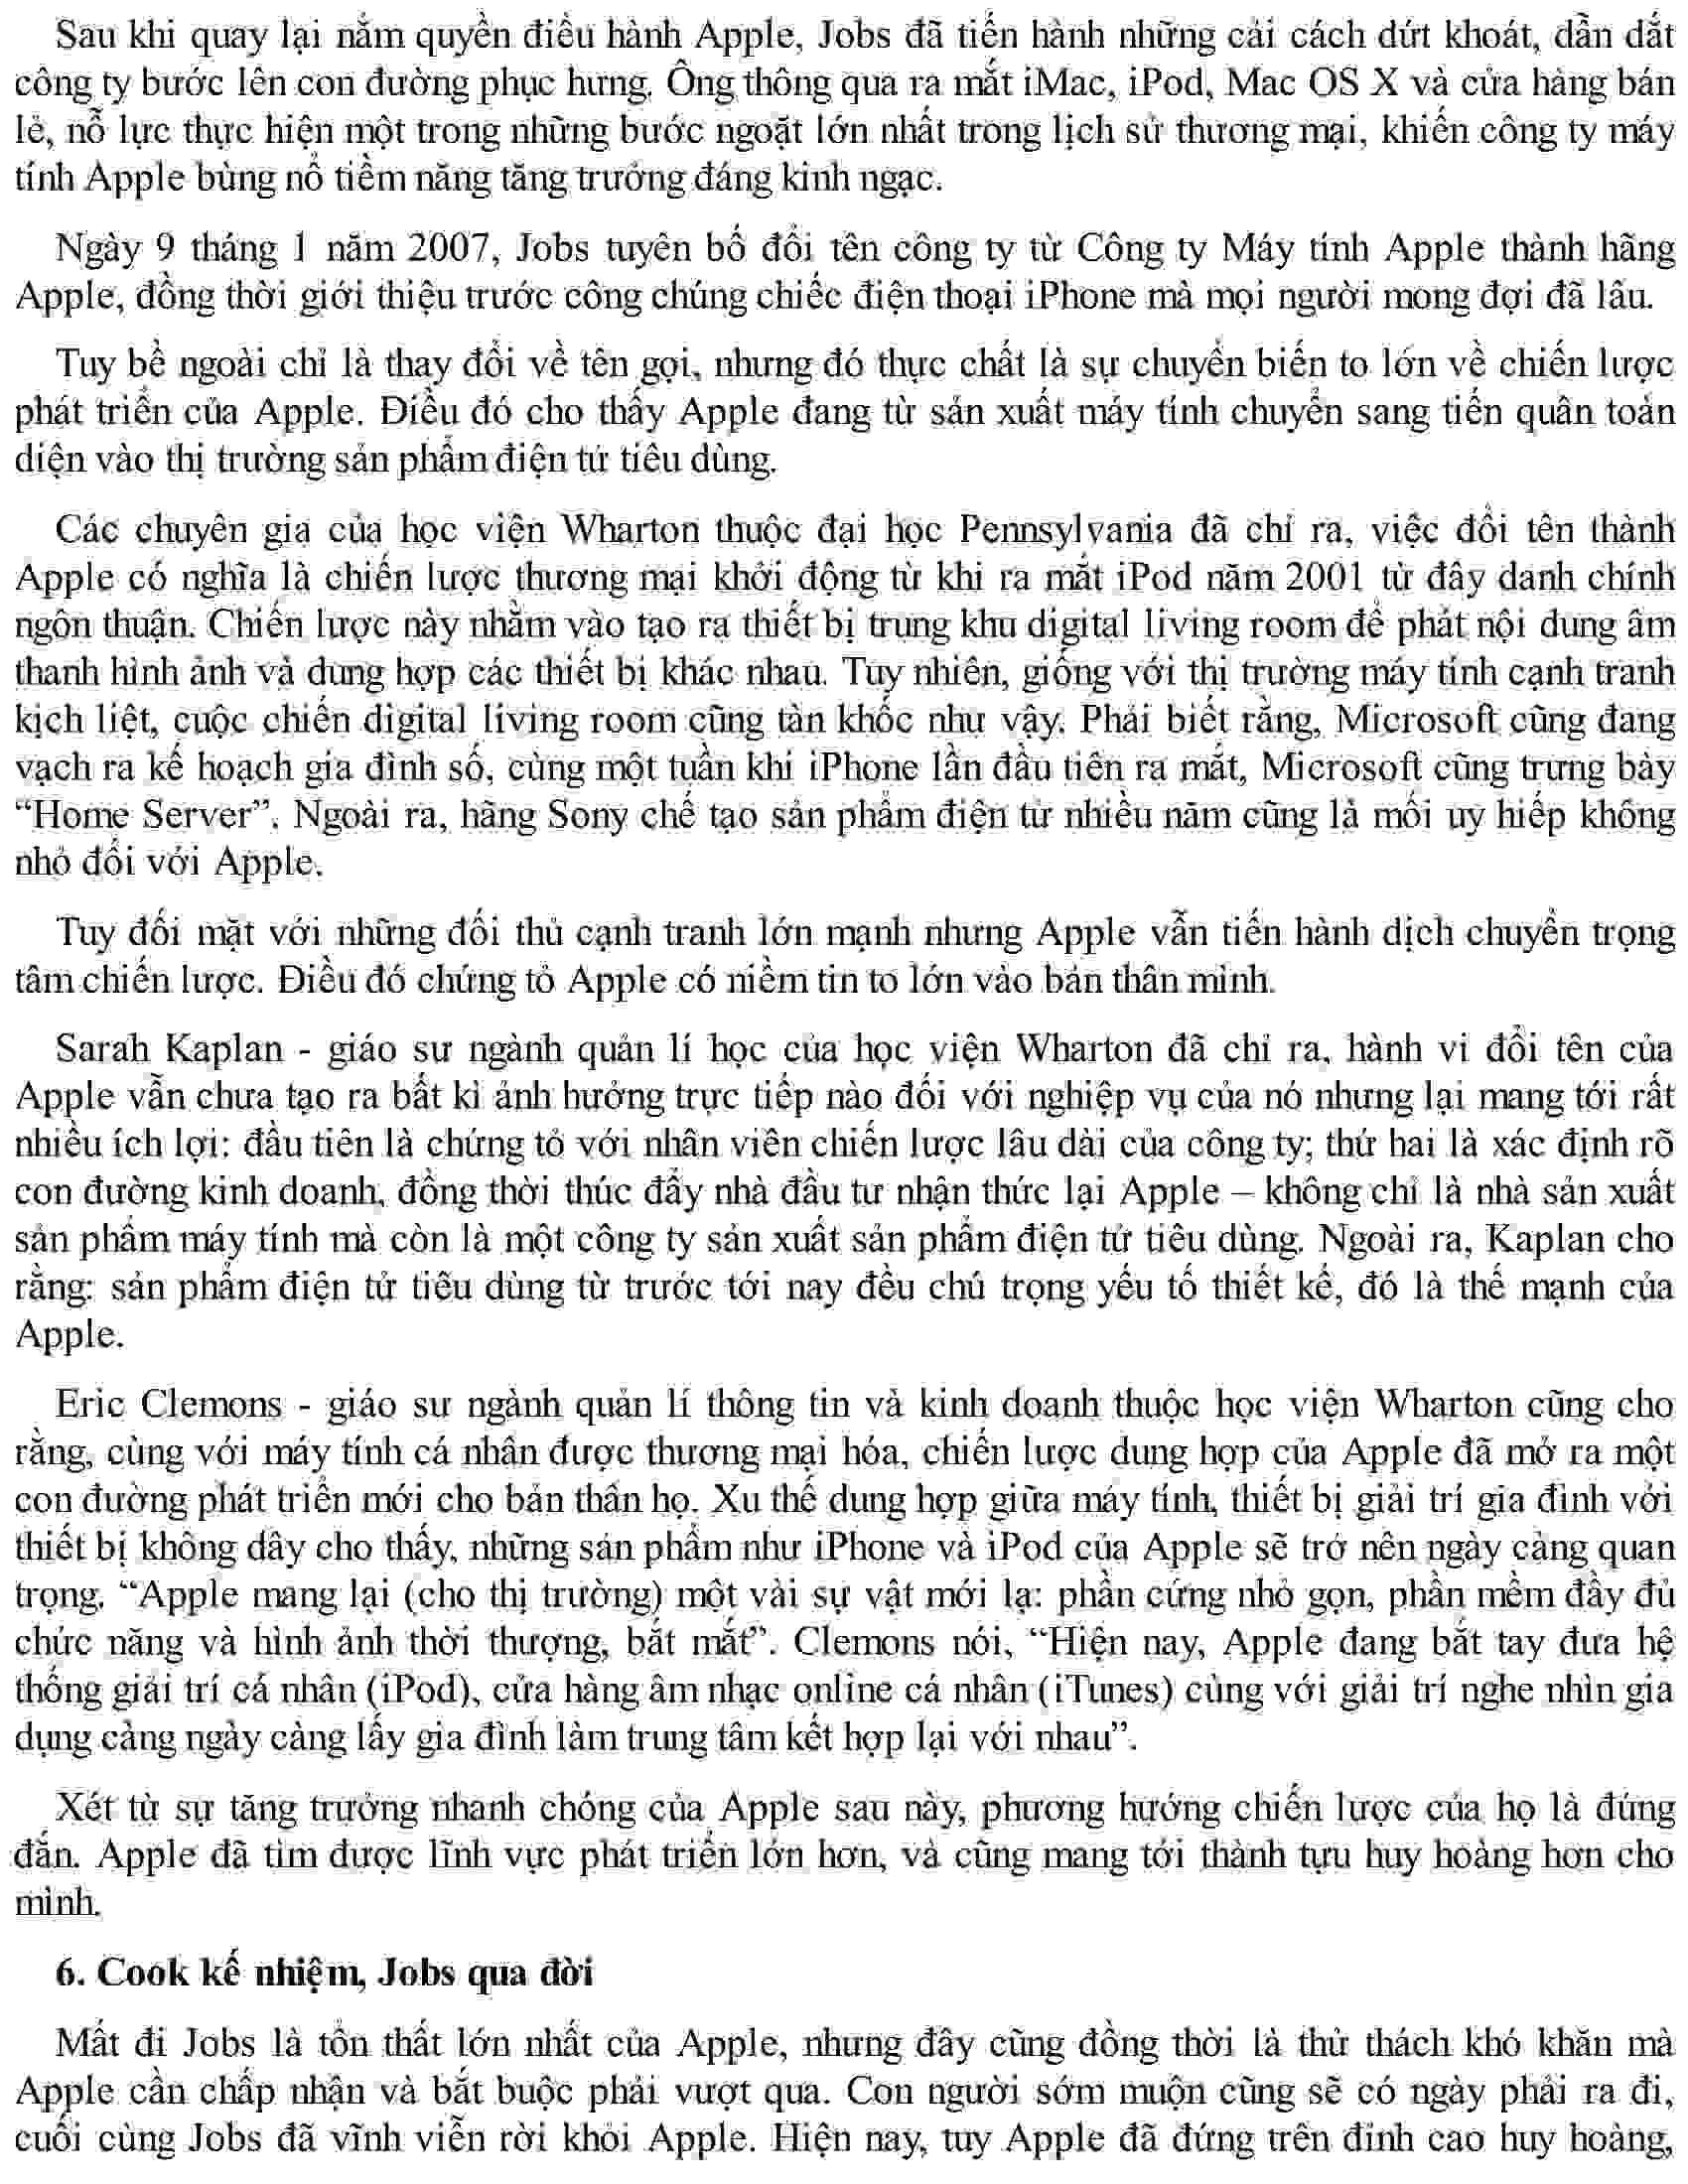 Sau khi quay lại nắm quyền điều hành Apple, Jobs đã tiến hành những cải cách dứt khoát, dẫn dắt
công ty bước lên con đường phục hưng. Ông thông qua ra mắt iMac, iPod, Mac OS X và cửa hàng bán
lẻ, nỗ lực thực hiện một trong những bước ngoặt lớn nhất trong lịch sử thương mại, khiến công ty máy
tính Apple bùng nổ tiềm năng tăng trưởng đáng kinh ngạc.
Ngày 9 tháng 1 năm 2007, Jobs tuyên bố đổi tên công ty từ Công ty Máy tính Apple thành hãng
Apple, đồng thời giới thiệu trước công chúng chiếc điện thoại iPhone mà mọi người mong đợi đã lâu.
Tuy bề ngoài chỉ là thay đổi về tên gọi, nhưng đó thực chất là sự chuyển biến to lớn về chiến lược
phát triển của Apple. Điều đó cho thấy Apple đang từ sản xuất máy tính chuyển sang tiến quân toàn
diện vào thị trường sản phẩm điện tử tiêu dùng.
Các chuyên gia của học viện Wharton thuộc đại học Pennsylvania đã chỉ ra, việc đổi tên thành
Apple có nghĩa là chiến lược thương mại khởi động từ khi ra mắt iPod năm 2001 từ đây danh chính
ngôn thuận. Chiến lược này nhằm vào tạo ra thiết bị trung khu digital living room để phát nội dung âm
thanh hình ảnh và dung hợp các thiết bị khác nhau. Tuy nhiên, giống với thị trường máy tính cạnh tranh
kịch liệt, cuộc chiến digital living room cũng tàn khốc như vậy. Phải biết rằng, Microsoft cũng đang
vạch ra kế hoạch gia đình số, cùng một tuần khi iPhone lần đầu tiên ra mắt, Microsoft cũng trưng bày
“Home Server”. Ngoài ra, hãng Sony chế tạo sản phẩm điện tử nhiều năm cũng là mối uy hiếp không
nhỏ đối với Apple.
Tuy đối mặt với những đối thủ cạnh tranh lớn mạnh nhưng Apple vẫn tiến hành dịch chuyển trọng
tâm chiến lược. Điều đó chứng tỏ Apple có niềm tin to lớn vào bản thân mình.
Sarah Kaplan - giáo sư ngành quản lí học của học viện Wharton đã chỉ ra, hành vi đổi tên của
Apple vẫn chưa tạo ra bất kì ảnh hưởng trực tiếp nào đối với nghiệp vụ của nó nhưng lại mang tới rất
nhiều ích lợi: đầu tiên là chứng tỏ với nhân viên chiến lược lâu dài của công ty; thứ hai là xác định rõ
con đường kinh doanh, đồng thời thúc đẩy nhà đầu tư nhận thức lại Apple – không chỉ là nhà sản xuất
sản phẩm máy tính mà còn là một công ty sản xuất sản phẩm điện tử tiêu dùng. Ngoài ra, Kaplan cho
rằng: sản phẩm điện tử tiêu dùng từ trước tới nay đều chú trọng yếu tố thiết kế, đó là thế mạnh của
Apple.
Eric Clemons - giáo sư ngành quản lí thông tin và kinh doanh thuộc học viện Wharton cũng cho
rằng, cùng với máy tính cá nhân được thương mại hóa, chiến lược dung hợp của Apple đã mở ra một
con đường phát triển mới cho bản thân họ. Xu thế dung hợp giữa máy tính, thiết bị giải trí gia đình với
thiết bị không dây cho thấy, những sản phẩm như iPhone và iPod của Apple sẽ trở nên ngày càng quan
trọng. “Apple mang lại (cho thị trường) một vài sự vật mới lạ: phần cứng nhỏ gọn, phần mềm đầy đủ
chức năng và hình ảnh thời thượng, bắt mắt”. Clemons nói, “Hiện nay, Apple đang bắt tay đưa hệ
thống giải trí cá nhân (iPod), cửa hàng âm nhạc online cá nhân (iTunes) cùng với giải trí nghe nhìn gia
dụng càng ngày càng lấy gia đình làm trung tâm kết hợp lại với nhau”.
Xét từ sự tăng trưởng nhanh chóng của Apple sau này, phương hướng chiến lược của họ là đúng
đắn. Apple đã tìm được lĩnh vực phát triển lớn hơn, và cũng mang tới thành tựu huy hoàng hơn cho
mình.
6. Cook kế nhiệm, Jobs qua đời
Mất đi Jobs là tổn thất lớn nhất của Apple, nhưng đây cũng đồng thời là thử thách khó khăn mà
Apple cần chấp nhận và bắt buộc phải vượt qua. Con người sớm muộn cũng sẽ có ngày phải ra đi,
cuối cùng Jobs đã vĩnh viễn rời khỏi Apple. Hiện nay, tuy Apple đã đứng trên đỉnh cao huy hoàng,